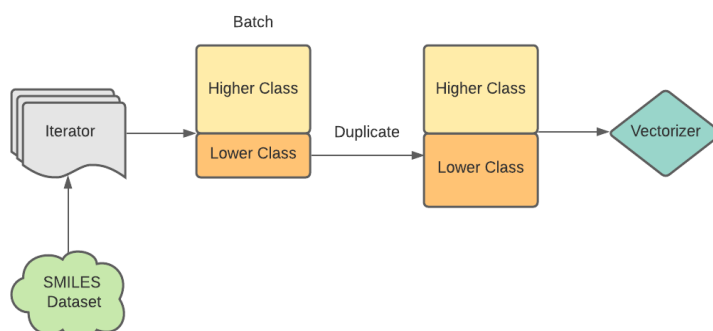 Batch
Higher Class
Higher Class
Iterator
Duplicate
Vectorizer
Lower Class
Lower Class
SMILES
Dataset